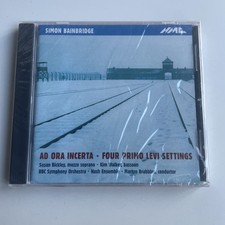 SIMON BAINBRIDGE
NMC
AD ORA INCERTA · FOUR PRIMO LEVI SETTINGS
Susan Bickley, mezzo soprano · Kim Walker, bassoon
BBC Symphony Orchestra · Nash Ensemble · Martyn Brabbins, conductor